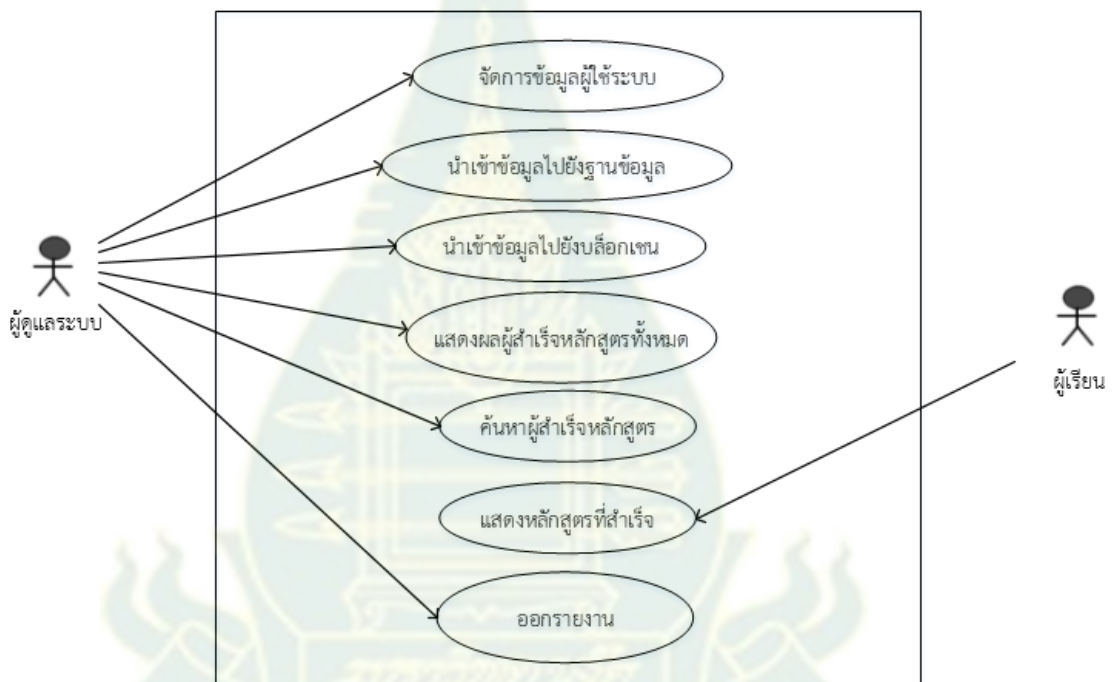 จัดการข้อมูลผู้ใช้ระบบ
นำเข้าข้อมูลไปยังฐานข้อมูล
นำเข้าข้อมูลไปยังบล็อกเชน
ผู้ดูแลระบบ
แสดงผลผู้สำเร็จหลักสูตรทั้งหมด
ผู้เรียน
ค้นหาผู้สำเร็จหลักสูตร
แสดงหลักสูตรที่สำเร็จ
ออกรายงาน